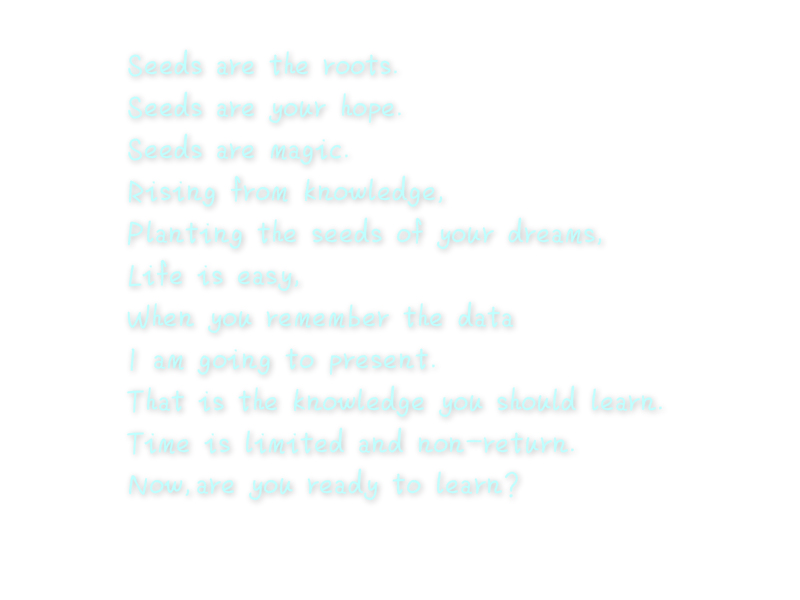 Seeds are the roots.
Seeds are your hope.
Seeds are magic.
Rising from knowledge,
Planting the seeds of your dreams,
Life is easy,
When you remember the data
I am going to present.
That is the knowledge you should learn.
Time is limited and non-return.
Now,are you ready to learn?